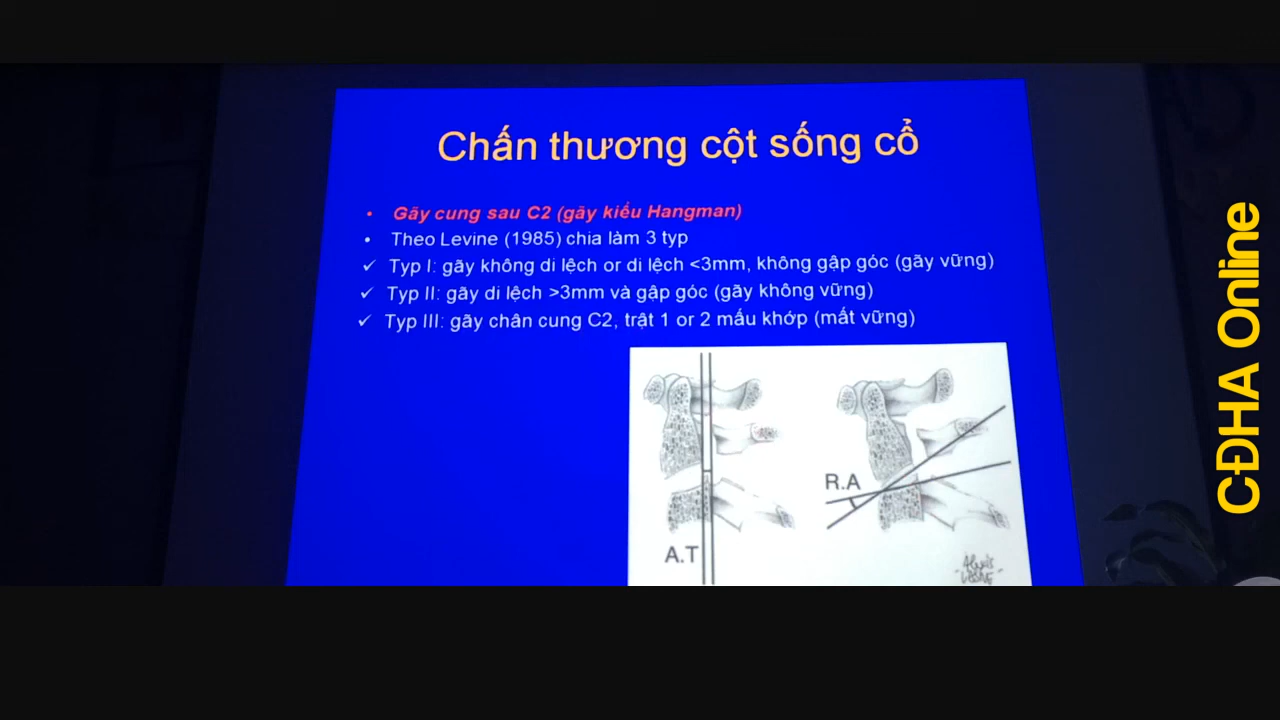 Chấn thương cột sống cổ
• Gãy cung sau C2 (gãy kiểu Hangman)
• Theo Levine (1985) chia làm 3 typ
✓ Typ I: gãy không di lệch or di lệch <3mm, không gập góc (gãy vững)
✓ Typ II: gãy di lệch >3mm và gập góc (gãy không vững)
✓ Typ III: gãy chân cung C2, trật 1 or 2 mấu khớp (mất vững)
R.A
A.T
CĐHA Online